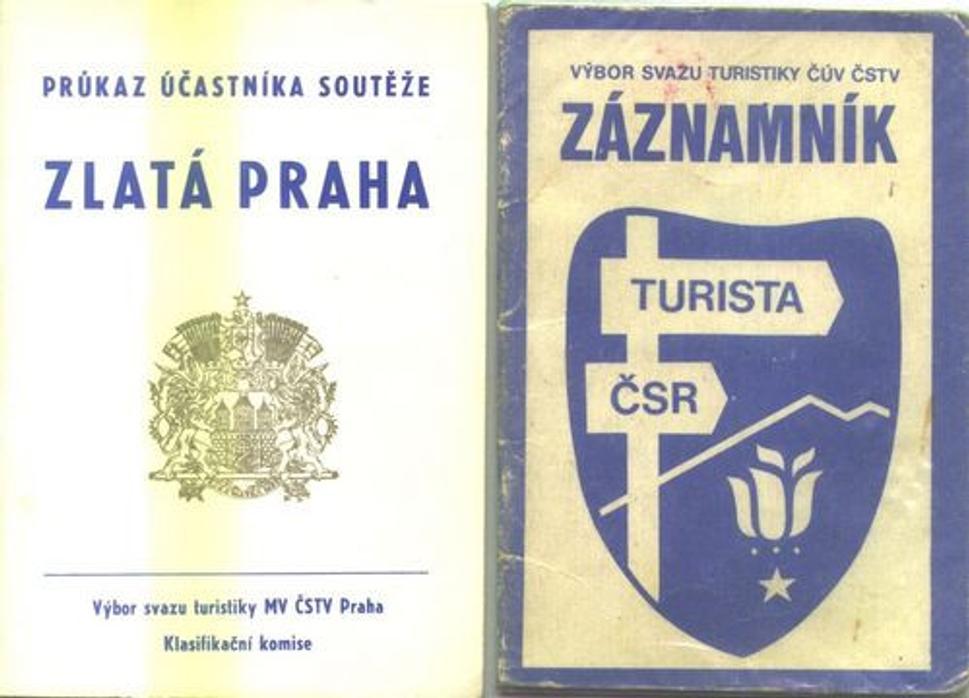 PRŮKAZ ÚČASTNÍKA SOUTĚŽE
ZLATÁ PRAHA
Výbor svazu turistiky MV ČSTV Praha
Klasifikační komise
VÝBOR SVAZU TURISTIKY ČÚV ČSTV
ZÁZNAMNÍK
TURISTA
ČSR